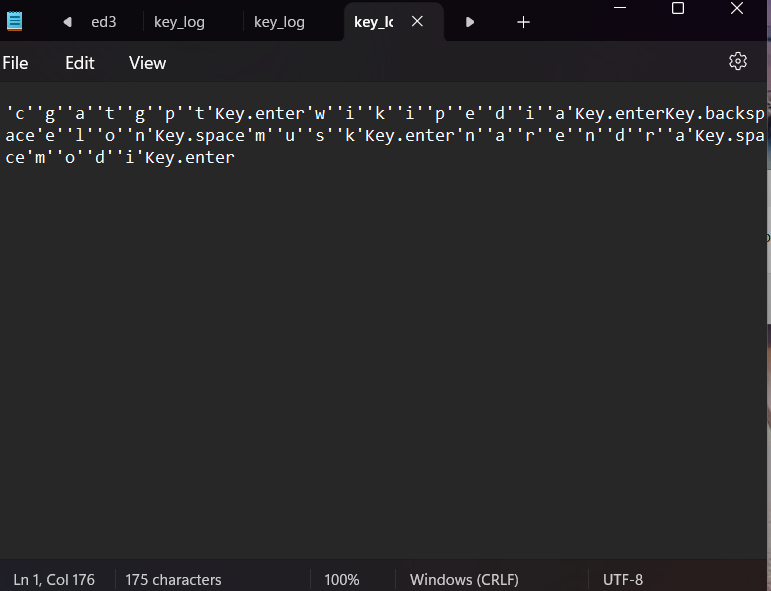 ed3 key_log key_log key_lo
File Edit View
'c''g''a''t''g''p''t'Key.enter'w''i''k''i''p''e''d''i''a'Key.enterKey.backsp
ace'e''l''o''n'Key.space'm''u''s''k'Key.enter'n''a''r''e''n''d''r''a'Key.spa
ce'm''o''d''i'Key.enter
Ln 1, Col 176 175 characters 100% Windows (CRLF) UTF-8